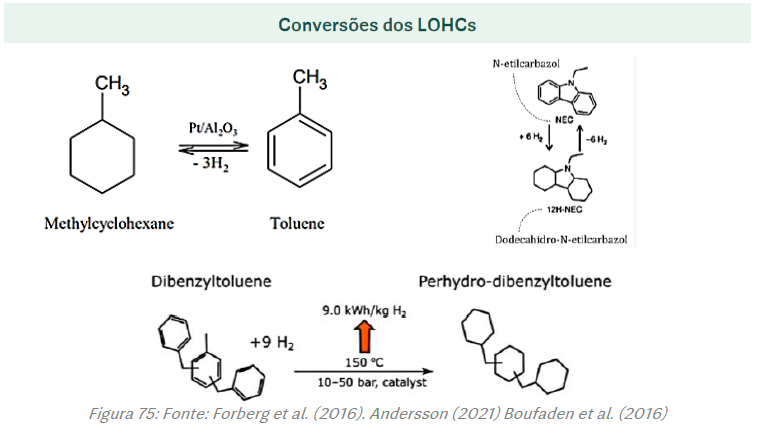 Conversões dos LOHCs
CH3
Pt/Al2O3
- 3H2
CH3
Methylcyclohexane
Toluene
N-etilcarbazol
N
NEC
+6 H2
-6 H2
N
12H-NEC
Dodecahidro-N-etilcarbazol
Dibenzyltoluene
Perhydro-dibenzyltoluene
9.0 kWh/kg H2
+9 H2
150 °C
10–50 bar, catalyst
Figura 75: Fonte: Forberg et al. (2016). Andersson (2021) Boufaden et al. (2016)